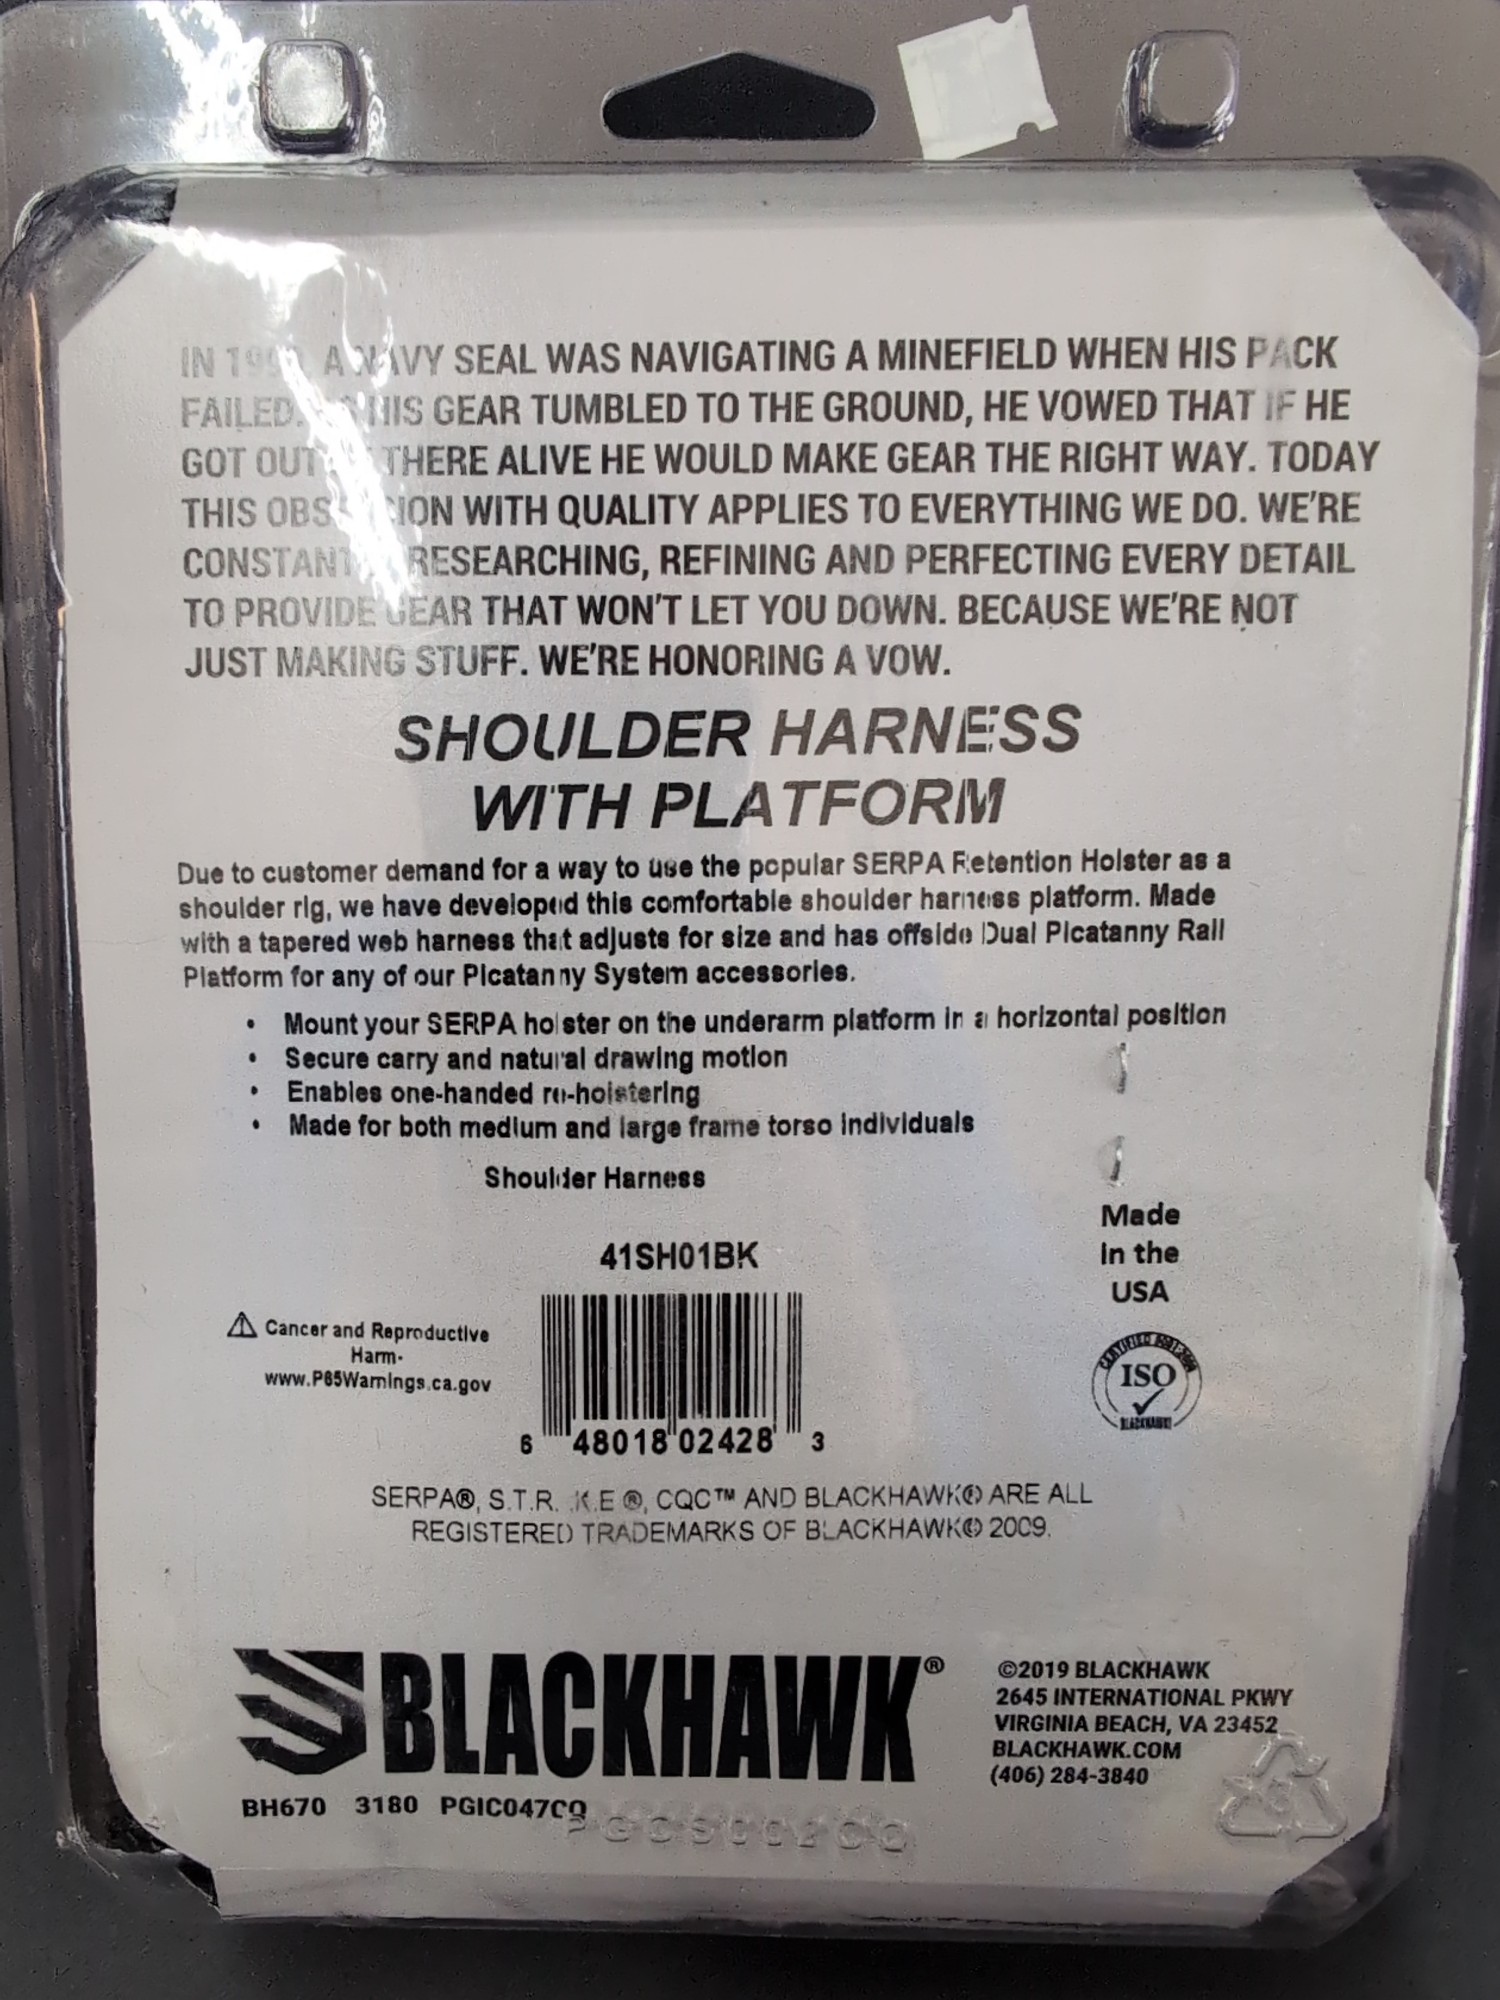 IN A NAVY SEAL WAS NAVIGATING A MINEFIELD WHEN HIS PACK
FAILED. HIS GEAR TUMBLED TO THE GROUND, HE VOWED THAT IF HE
GOT OUT THERE ALIVE HE WOULD MAKE GEAR THE RIGHT WAY. TODAY
THIS OBSESSION WITH QUALITY APPLIES TO EVERYTHING WE DO. WE'RE
CONSTANTLY RESEARCHING, REFINING AND PERFECTING EVERY DETAIL
TO PROVIDE GEAR THAT WON'T LET YOU DOWN. BECAUSE WE'RE NOT
JUST MAKING STUFF. WE'RE HONORING A VOW.
SHOULDER HARNESS
WITH PLATFORM
Due to customer demand for a way to use the popular SERPA Retention Holster as a
shoulder rig, we have developed this comfortable shoulder harness platform. Made
with a tapered web harness that adjusts for size and has offside Dual Picatanny Rail
Platform for any of our Picatanny System accessories.
• Mount your SERPA holster on the underarm platform in a horizontal position
• Secure carry and natural drawing motion
• Enables one-handed re-holstering
• Made for both medium and large frame torso individuals
Shoulder Harness
41SH01BK
Made
in the
USA
⚠ Cancer and Reproductive
Harm-
www.P65Warnings.ca.gov
6 48018 02428 3
CERTIFIED
ISO
BLACKHAWK!
SERPA®, S.T.R.I.K.E ®, CQC™ AND BLACKHAWK® ARE ALL
REGISTERED TRADEMARKS OF BLACKHAWK® 2009.
BLACKHAWK®
©2019 BLACKHAWK
2645 INTERNATIONAL PKWY
VIRGINIA BEACH, VA 23452
BLACKHAWK.COM
(406) 284-3840
BH670 3180 PGIC047CQ